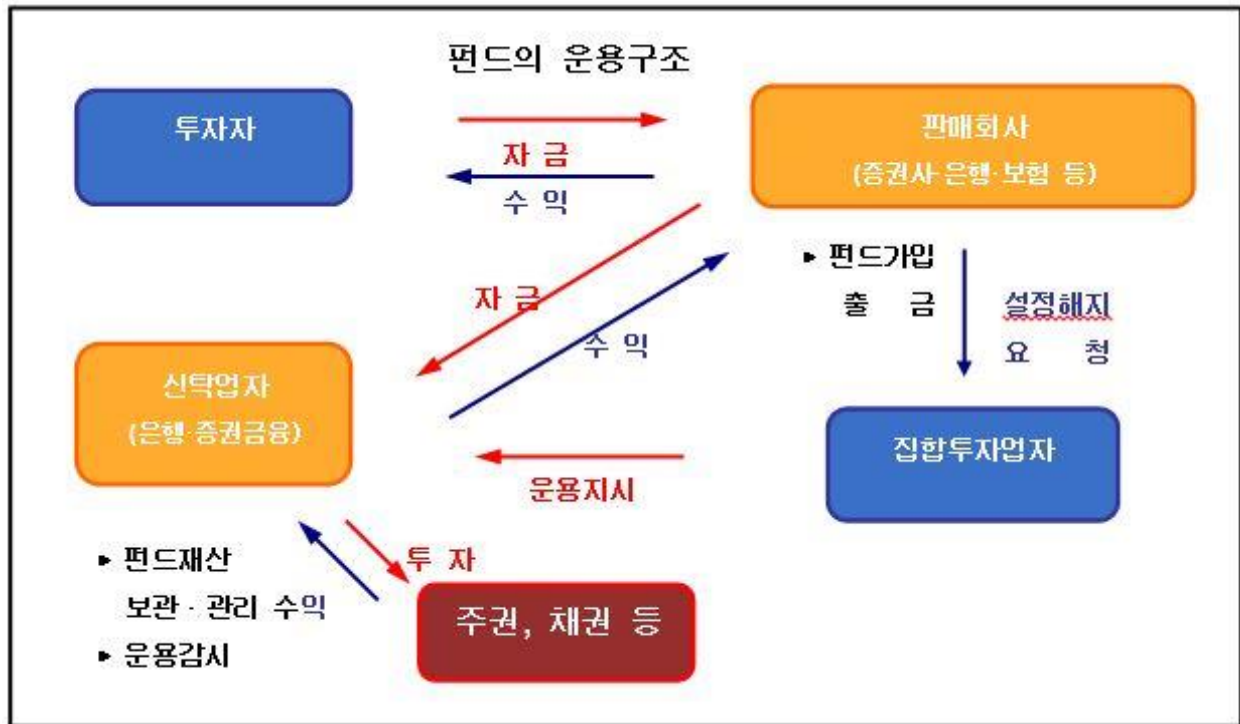 펀드의 운용구조
투자자
판매회사
(증권사·은행·보험 등)
자 금
수 익
자 금
수 익
▸ 펀드가입
출 금
설정해지
요 청
신탁업자
(은행·증권금융)
집합투자업자
운용지시
▸ 펀드재산
보관·관리 수익
▸ 운용감시
투 자
주권, 채권 등